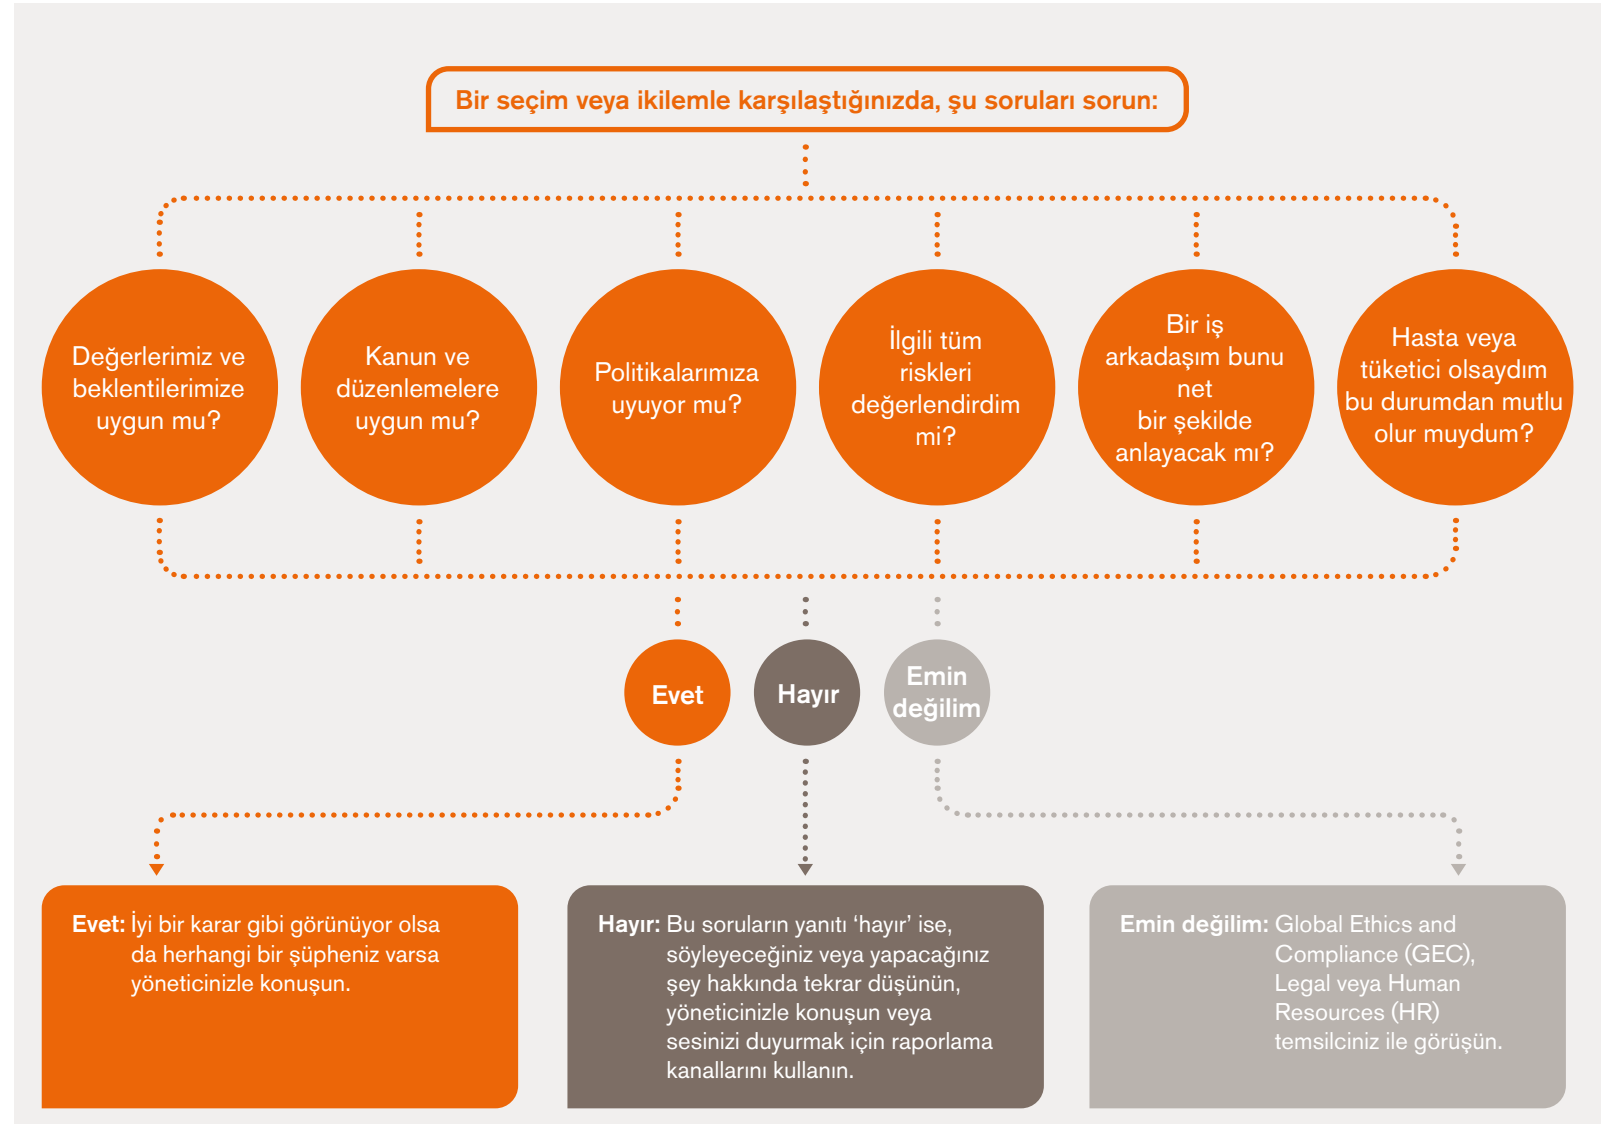 Bir seçim veya ikilemle karşılaştığınızda, şu soruları sorun:
Değerlerimiz ve
beklentilerimize
uygun mu?
Kanun ve
düzenlemelere
uygun mu?
Politikalarımıza
uyuyor mu?
İlgili tüm
riskleri
değerlendirdim
mi?
Bir iş
arkadaşım bunu
net
bir şekilde
anlayacak mı?
Hasta veya
tüketici olsaydım
bu durumdan mutlu
olur muydum?
Evet
Hayır
Emin
değilim
Evet: İyi bir karar gibi görünüyor olsa
da herhangi bir şüpheniz varsa
yöneticinizle konuşun.
Hayır: Bu soruların yanıtı ‘hayır’ ise,
söyleyeceğiniz veya yapacağınız
şey hakkında tekrar düşünün,
yöneticinizle konuşun veya
sesinizi duyurmak için raporlama
kanallarını kullanın.
Emin değilim: Global Ethics and
Compliance (GEC),
Legal veya Human
Resources (HR)
temsilciniz ile görüşün.